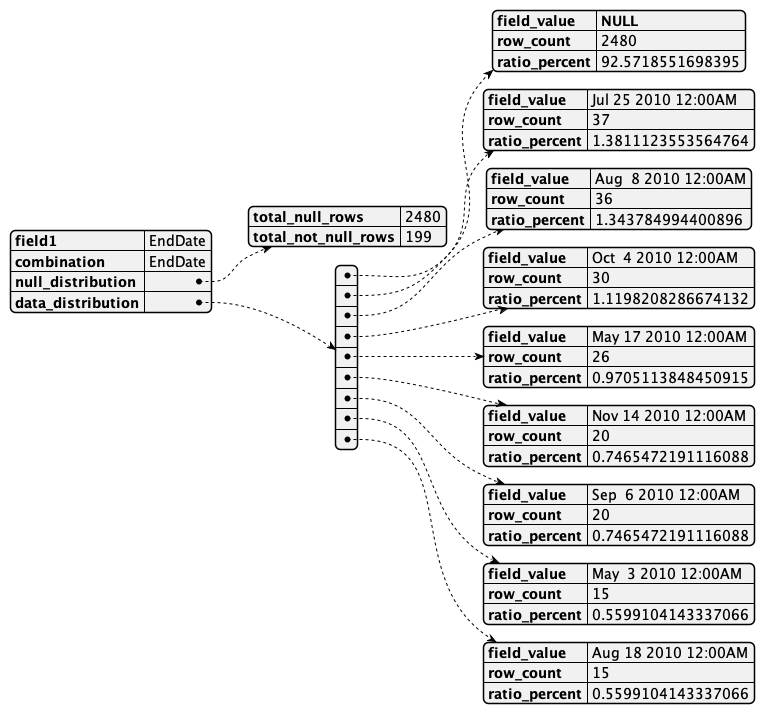 field1 EndDate
combination EndDate
null_distribution
data_distribution
total_null_rows 2480
total_not_null_rows 199
field_value NULL
row_count 2480
ratio_percent 92.5718551698395
field_value Jul 25 2010 12:00AM
row_count 37
ratio_percent 1.3811123553564764
field_value Aug  8 2010 12:00AM
row_count 36
ratio_percent 1.343784994400896
field_value Oct  4 2010 12:00AM
row_count 30
ratio_percent 1.1198208286674132
field_value May 17 2010 12:00AM
row_count 26
ratio_percent 0.9705113848450915
field_value Nov 14 2010 12:00AM
row_count 20
ratio_percent 0.7465472191116088
field_value Sep  6 2010 12:00AM
row_count 20
ratio_percent 0.7465472191116088
field_value May  3 2010 12:00AM
row_count 15
ratio_percent 0.5599104143337066
field_value Aug 18 2010 12:00AM
row_count 15
ratio_percent 0.5599104143337066